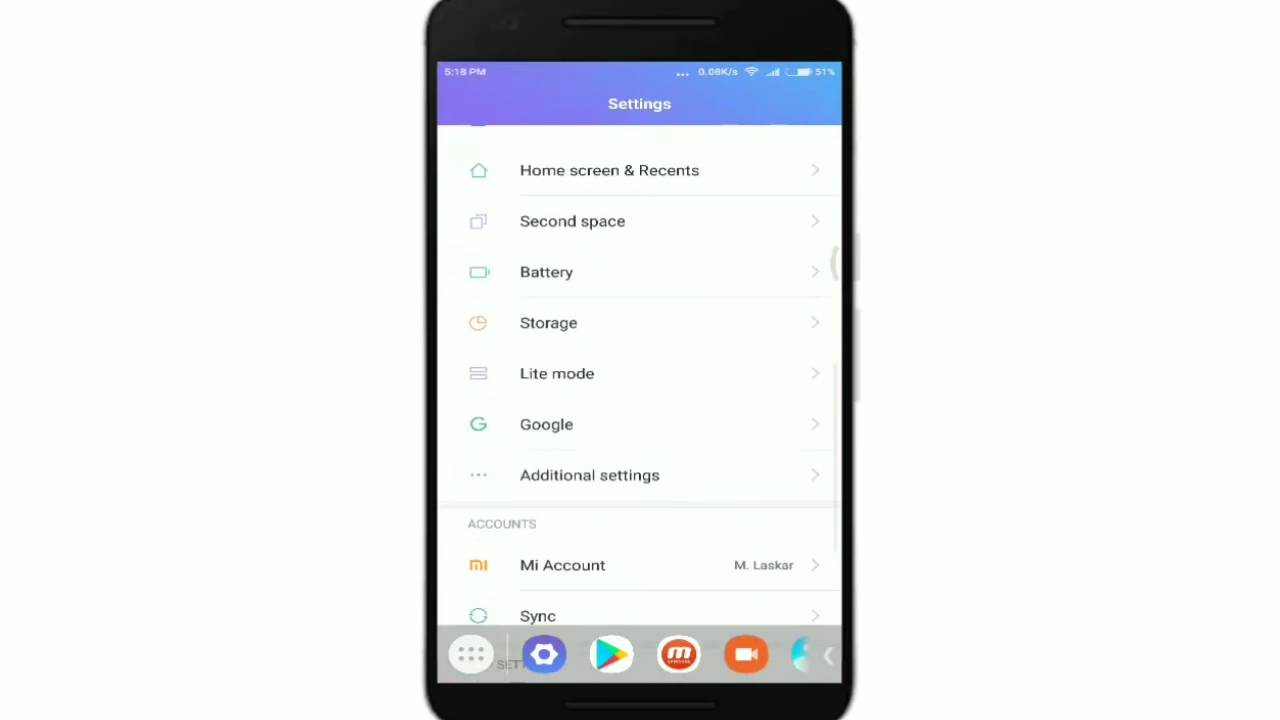 5:18 PM ... 0.08K/s 51%
Settings
Home screen & Recents
Second space
Battery
Storage
Lite mode
Google
Additional settings
ACCOUNTS
Mi Account M. Laskar
Sync
SETT